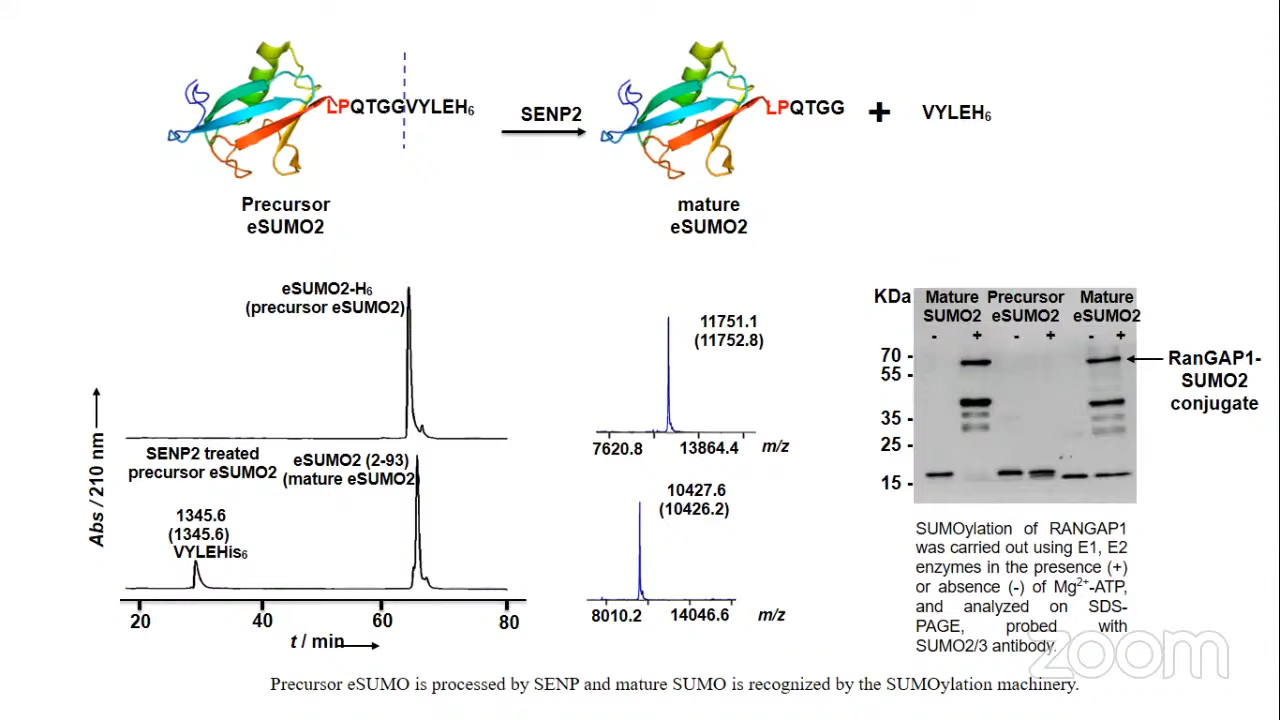 LPQTGGVYLEH6
SENP2
LPQTGG
+
VYLEH6
Precursor
eSUMO2
mature
eSUMO2
eSUMO2-H6
(precursor eSUMO2)
11751.1
(11752.8)
7620.8
13864.4
m/z
SENP2 treated
precursor eSUMO2
eSUMO2 (2-93)
(mature eSUMO2
1345.6
(1345.6)
VYLEHis6
10427.6
(10426.2)
8010.2
14046.6
m/z
Abs / 210 nm
20
40
60
80
t / min
KDa
Mature
SUMO2
Precursor
eSUMO2
Mature
eSUMO2
- + - + - +
70 -
55 -
35 -
25 -
15 -
RanGAP1-
SUMO2
conjugate
SUMOylation of RANGAP1
was carried out using E1, E2
enzymes in the presence (+)
or absence (-) of Mg2+-ATP,
and analyzed on SDS-
PAGE, probed with
SUMO2/3 antibody.
zoom
Precursor eSUMO is processed by SENP and mature SUMO is recognized by the SUMOylation machinery.